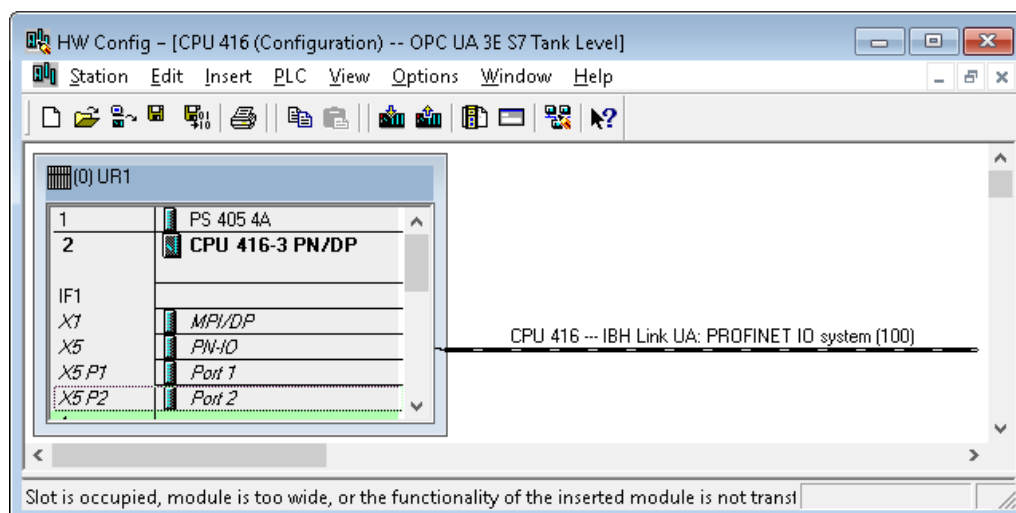 HW Config – [CPU 416 (Configuration) -- OPC UA 3E S7 Tank Level]
Station Edit Insert PLC View Options Window Help
(0) UR1
1 PS 405 4A
2 CPU 416-3 PN/DP
IF1
X1 MPI/DP
X5 PN-IO
CPU 416 --- IBH Link UA: PROFINET IO system (100)
X5 P1 Port 1
X5 P2 Port 2
Slot is occupied, module is too wide, or the functionality of the inserted module is not transf